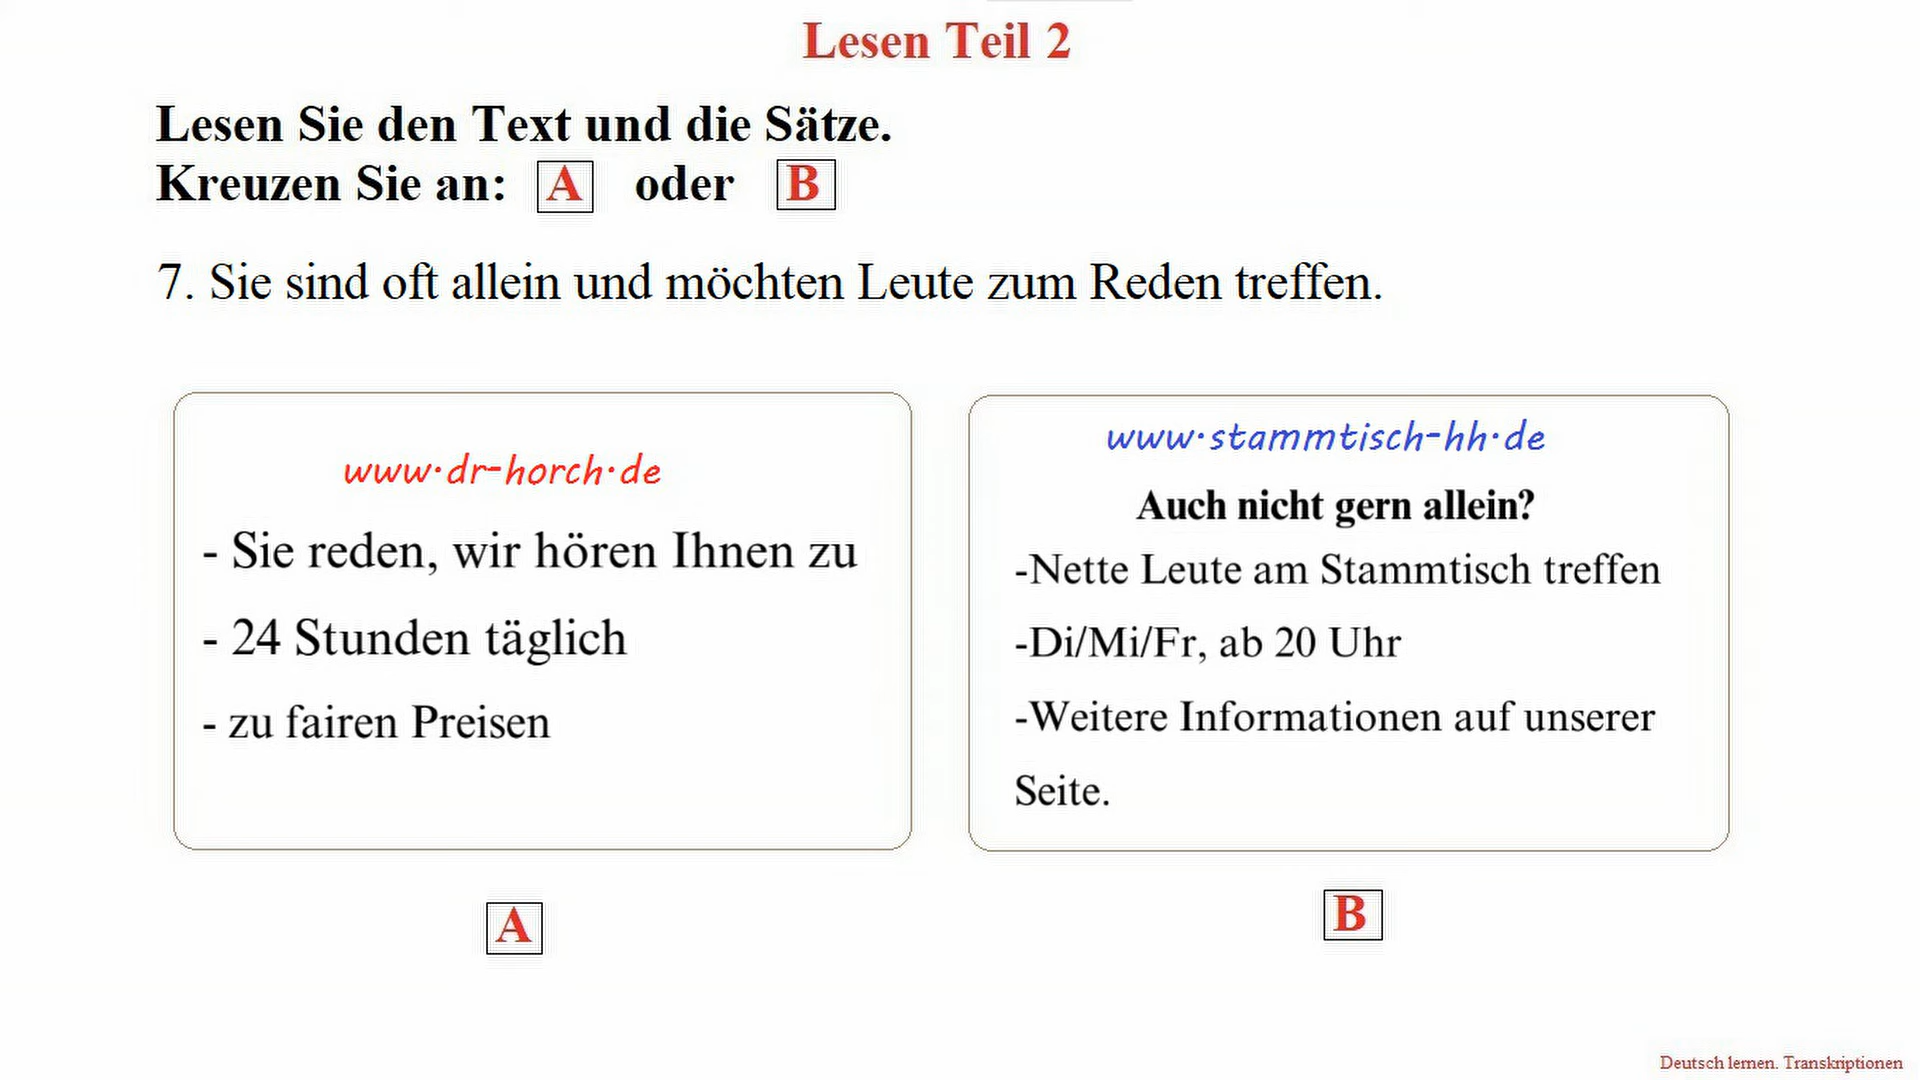 Lesen Teil 2
Lesen Sie den Text und die Sätze.
Kreuzen Sie an: A oder B
7. Sie sind oft allein und möchten Leute zum Reden treffen.
www.dr-horch.de
- Sie reden, wir hören Ihnen zu
- 24 Stunden täglich
- zu fairen Preisen
A
www.stammtisch-hh.de
Auch nicht gern allein?
-Nette Leute am Stammtisch treffen
-Di/Mi/Fr, ab 20 Uhr
-Weitere Informationen auf unserer
Seite.
B
Deutsch lernen. Transkriptionen